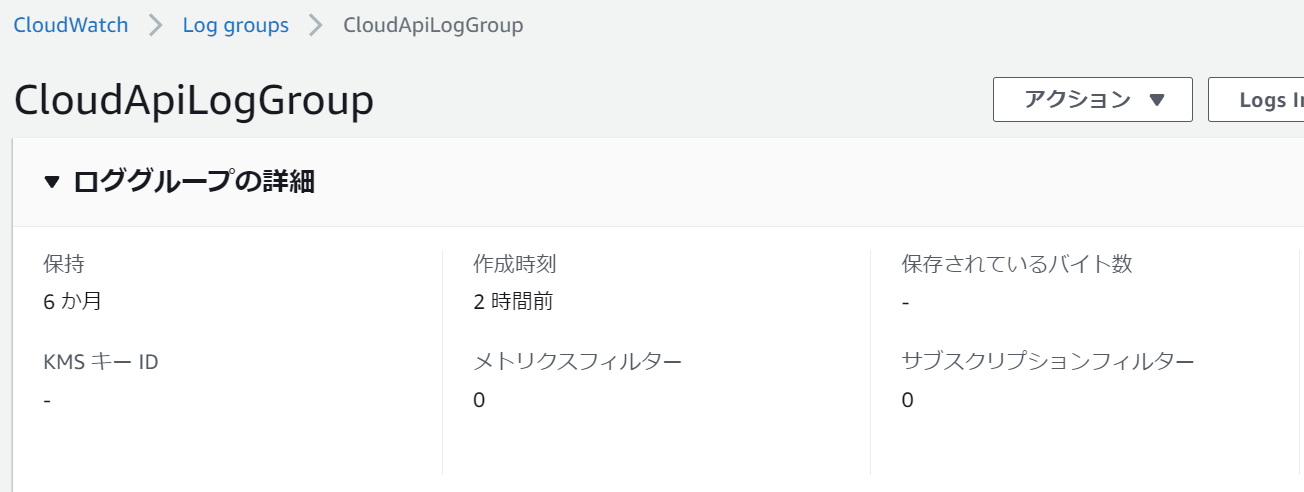 CloudWatch > Log groups > CloudApiLogGroup
CloudApiLogGroup
アクション ▼
Logs
▼ ロググループの詳細
保持
6 か月
作成時刻
2 時間前
保存されているバイト数
-
KMS キー ID
-
メトリクスフィルター
0
サブスクリプションフィルター
0